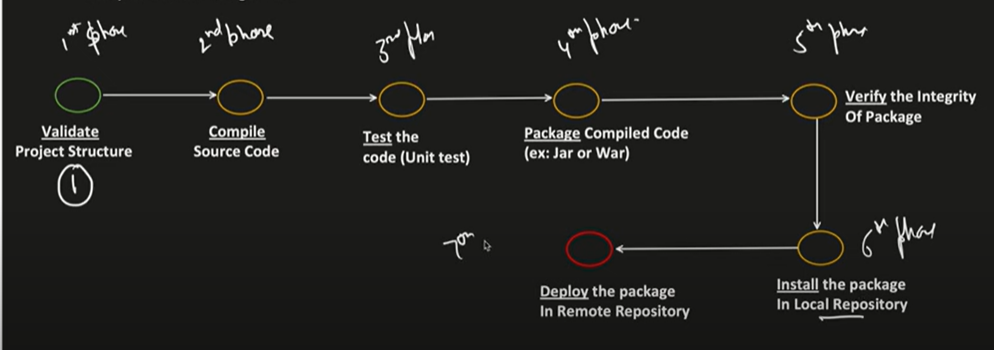 1st phase
2nd phase
3rd
4th phase
5th phase
Validate
Project Structure
1
Compile
Source Code
Test the
code (Unit test)
Package Compiled Code
(ex: Jar or War)
Verify the Integrity
Of Package
7th
6th phase
Deploy the package
In Remote Repository
Install the package
In Local Repository